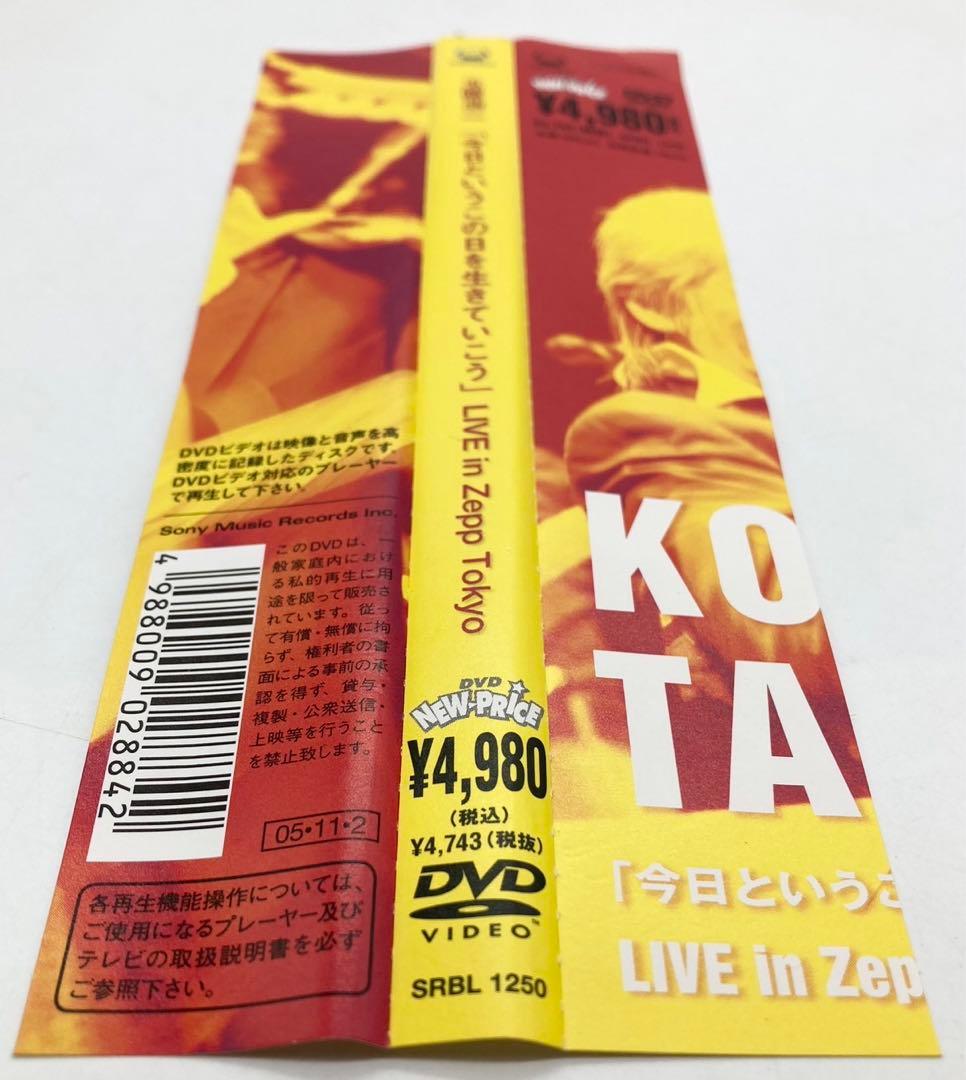 DVDビデオは映像と音声を高
密度に記録したディスクです。
DVDビデオ対応のプレーヤー
で再生して下さい。
Sony Music Records Inc.
このDVDは、一
般家庭内におけ
る私的再生に用
途を限って販売さ
れています。従っ
て有償・無償に拘
らず、権利者の書
面による事前の承
認を得ず、貸与・
複製・公衆送信・
上映等を行うこと
を禁止致します。
4 988009 028842
05・11・2
各再生機能操作については、
ご使用になるプレーヤー及び
テレビの取扱説明書を必ず
ご参照下さい。
「今日というこの日を生きていこう」 LIVE in Zepp Tokyo
DVD
NEW-PRICE
¥4,980
(税込)
¥4,743(税抜)
DVD
VIDEO™
SRBL 1250
¥4,980
KO
TA
「今日というこ
LIVE in Zep